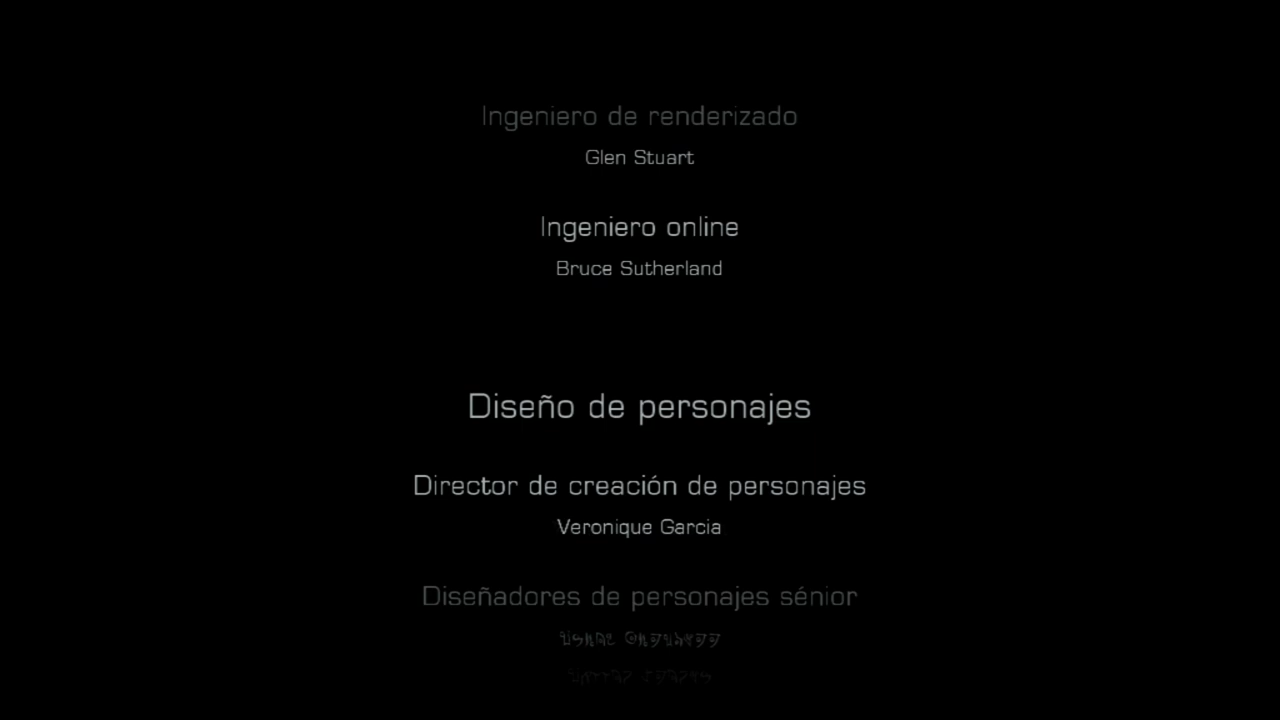 Ingeniero de renderizado
Glen Stuart
Ingeniero online
Bruce Sutherland
Diseño de personajes
Director de creación de personajes
Veronique Garcia
Diseñadores de personajes sénior